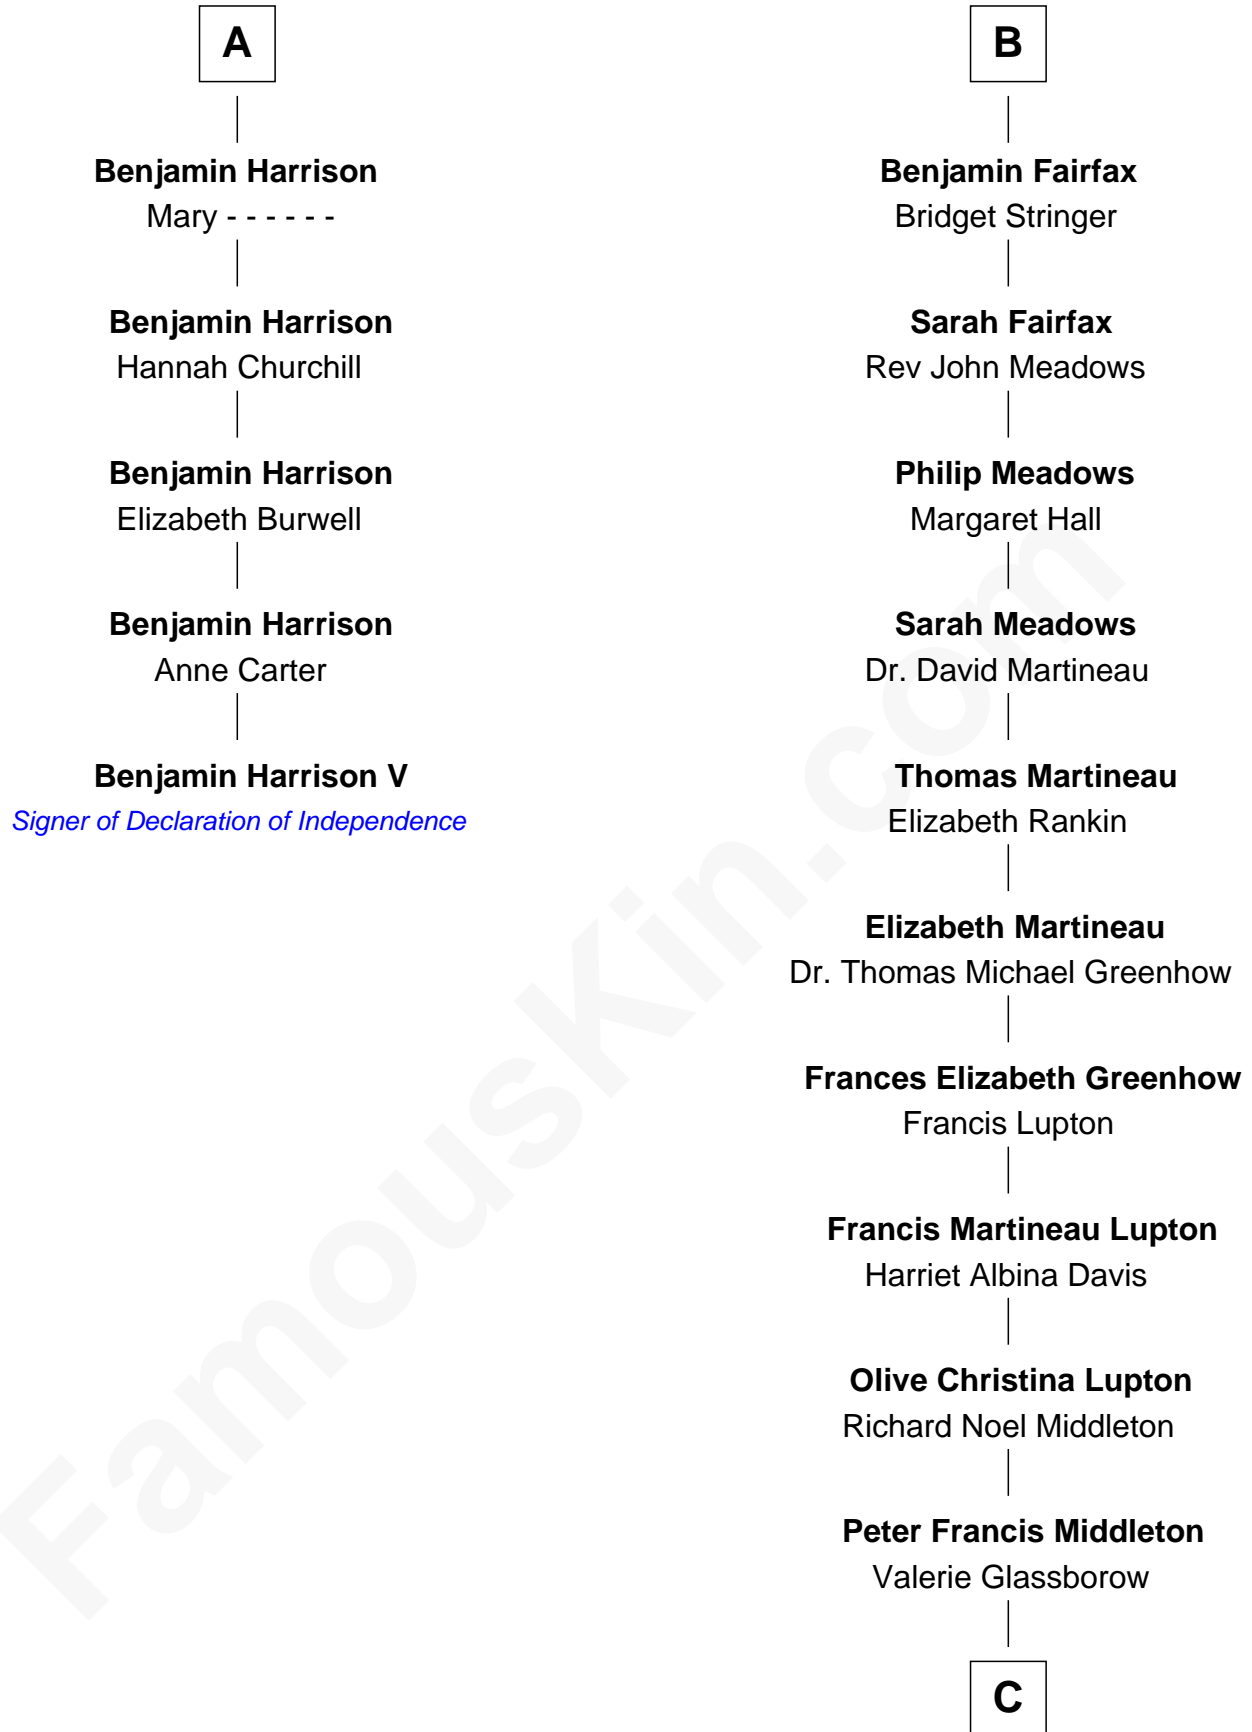 A
Benjamin Harrison
Mary - - - - - -
Benjamin Harrison
Hannah Churchill
Benjamin Harrison
Elizabeth Burwell
Benjamin Harrison
Anne Carter
Benjamin Harrison V
Signer of Declaration of Independence
B
Benjamin Fairfax
Bridget Stringer
Sarah Fairfax
Rev John Meadows
Philip Meadows
Margaret Hall
Sarah Meadows
Dr. David Martineau
Thomas Martineau
Elizabeth Rankin
Elizabeth Martineau
Dr. Thomas Michael Greenhow
Frances Elizabeth Greenhow
Francis Lupton
Francis Martineau Lupton
Harriet Albina Davis
Olive Christina Lupton
Richard Noel Middleton
Peter Francis Middleton
Valerie Glassborow
C
FamousKin.com